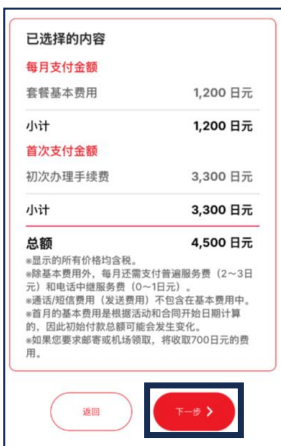 已选择的内容
每月支付金额
套餐基本费用 1,200 日元
小计 1,200 日元
首次支付金额
初次办理手续费 3,300 日元
小计 3,300 日元
总额 4,500 日元
※显示的所有价格均含税。
※除基本费用外，每月还需支付普遍服务费（2～3日
元）和电话中继服务费（0～1日元）。
※通话/短信费用（发送费用）不包含在基本费用中。
※首月的基本费用是根据活动和合同开始日期计算
的，因此初始付款总额可能会发生变化。
※如果您要求邮寄或机场领取，将收取700日元的费
用。
返回 下一步